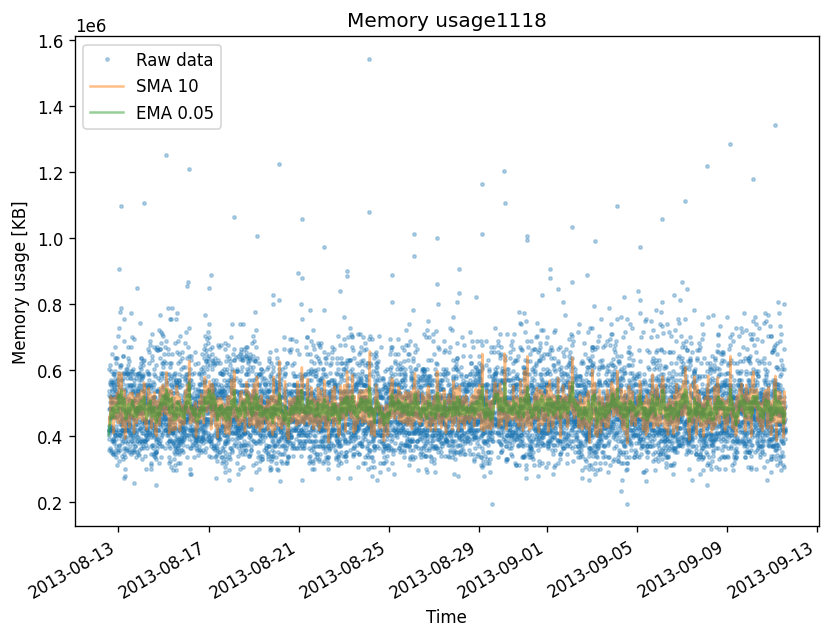 Memory usage1118
1e6
Raw data
SMA 10
EMA 0.05
1.6
1.4
1.2
1.0
0.8
0.6
0.4
0.2
Memory usage [KB]
2013-08-13
2013-08-17
2013-08-21
2013-08-25
2013-08-29
2013-09-01
2013-09-05
2013-09-09
2013-09-13
Time